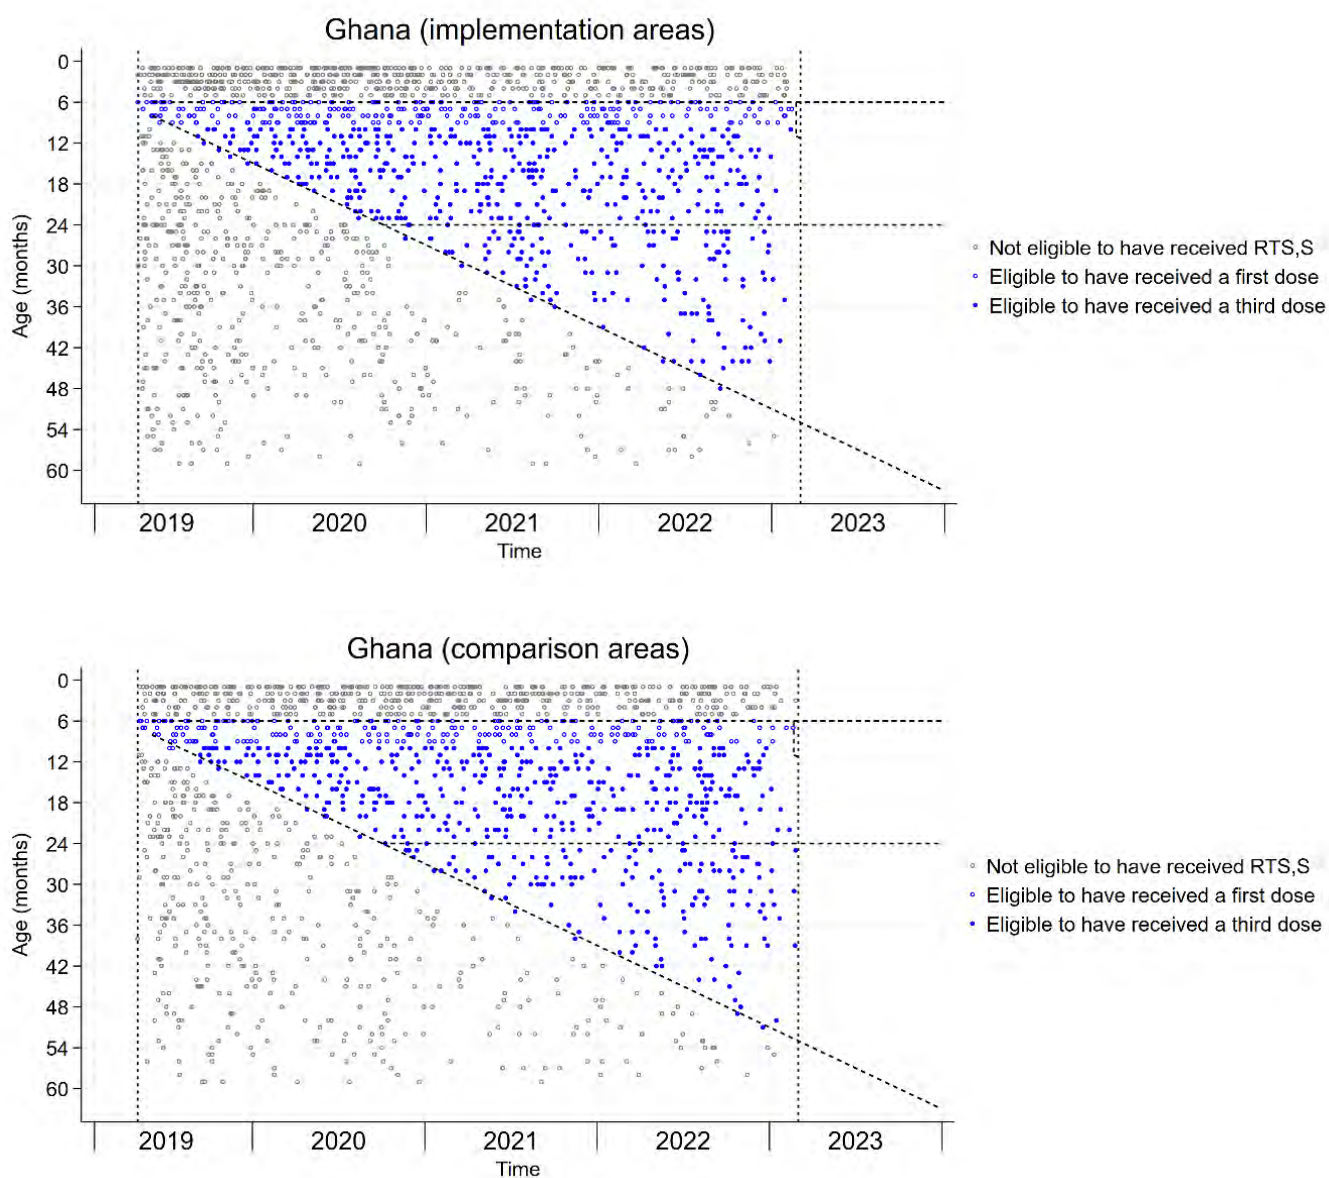 Ghana (implementation areas)
0
6
12
18
24
30
36
42
48
54
60
Age (months)
2019 2020 2021 2022 2023
Time
Not eligible to have received RTS,S
Eligible to have received a first dose
Eligible to have received a third dose
Ghana (comparison areas)
0
6
12
18
24
30
36
42
48
54
60
Age (months)
2019 2020 2021 2022 2023
Time
Not eligible to have received RTS,S
Eligible to have received a first dose
Eligible to have received a third dose